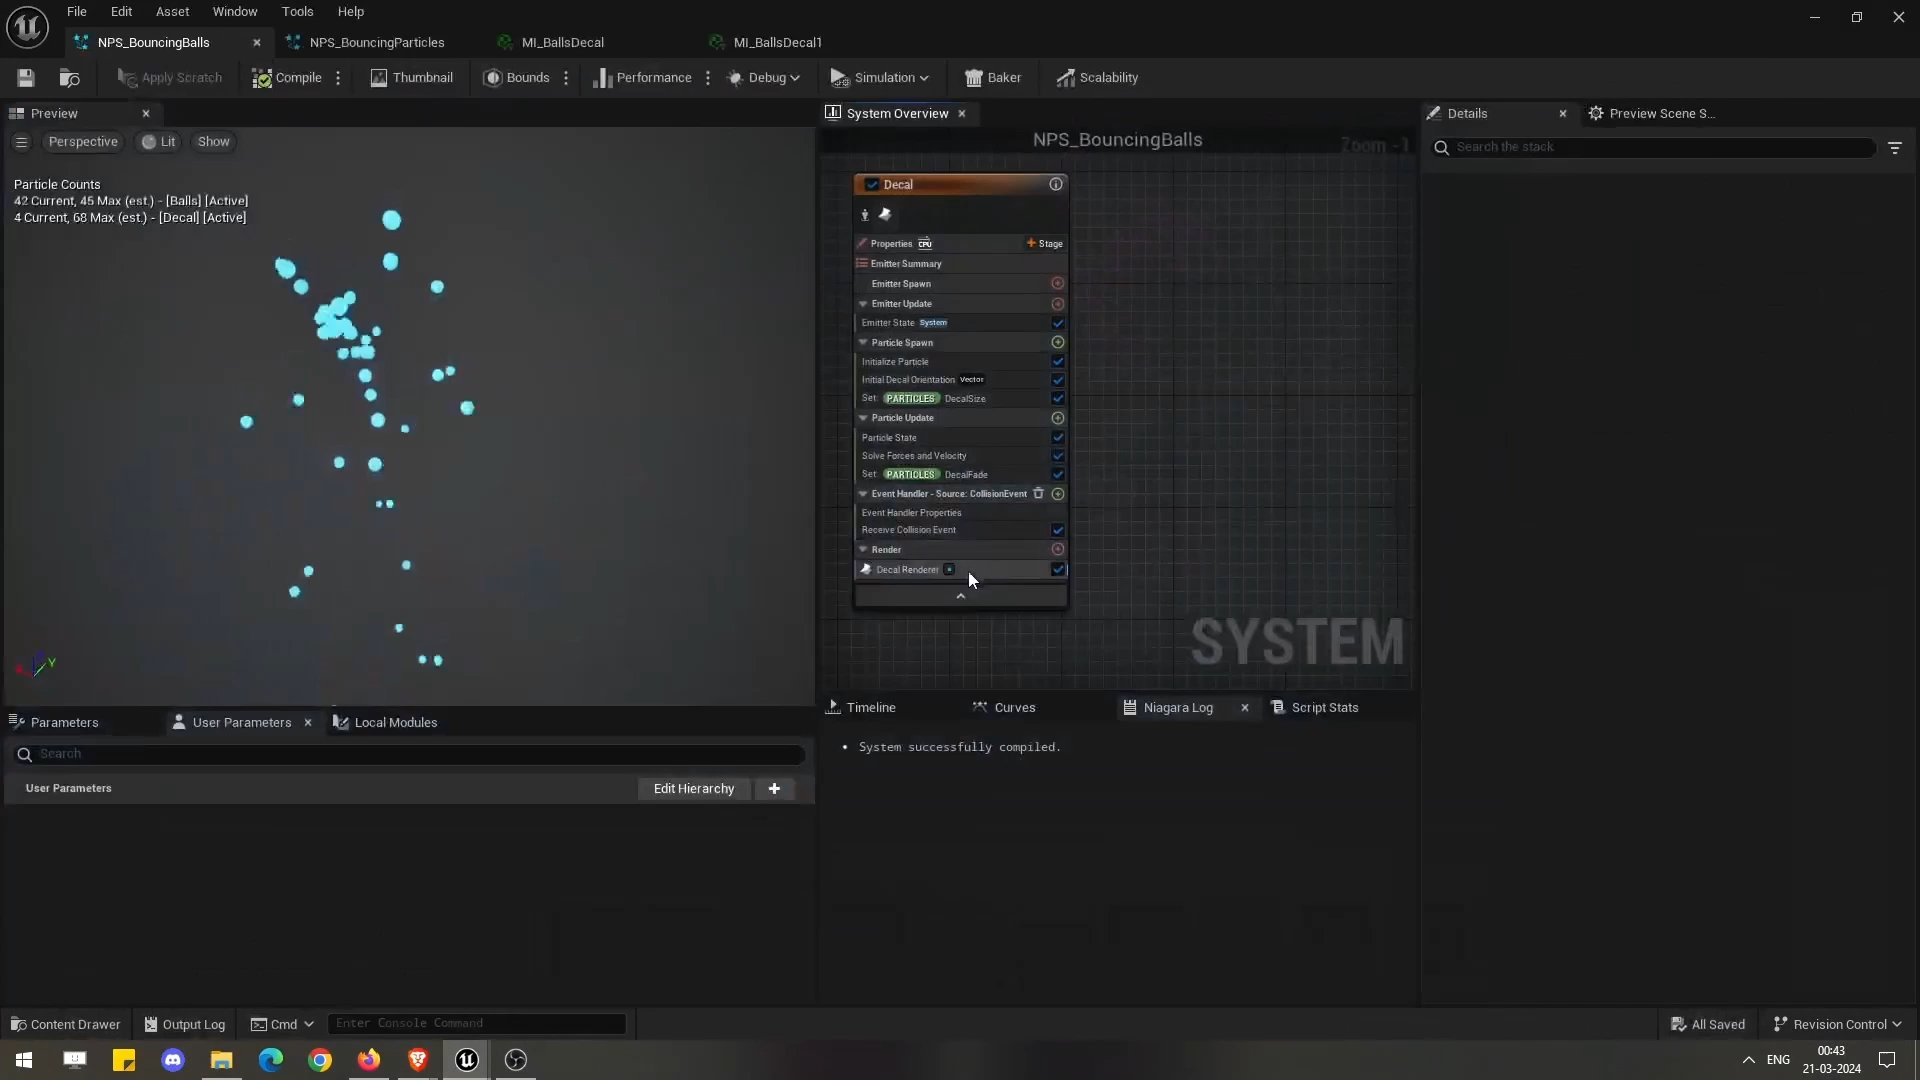 File Edit Asset Window Tools Help
NPS_BouncingBalls NPS_BouncingParticles MI_BallsDecal MI_BallsDecal1
Apply Scratch Compile Thumbnail Bounds Performance Debug Simulation Baker Scalability
Preview System Overview Details Preview Scene S...
Perspective Lit Show
NPS_BouncingBalls Zoom -1
Search the stack
Particle Counts
42 Current, 45 Max (est.) - [Balls] [Active]
4 Current, 68 Max (est.) - [Decal] [Active]
Decal
Properties CPU Stage
Emitter Summary
Emitter Spawn
Emitter Update
Emitter State System
Particle Spawn
Initialize Particle
Initial Decal Orientation Vector
Set: PARTICLES DecalSize
Particle Update
Particle State
Solve Forces and Velocity
Set: PARTICLES DecalFade
Event Handler - Source: CollisionEvent
Event Handler Properties
Receive Collision Event
Render
Decal Renderer
SYSTEM
Y
Parameters User Parameters Local Modules
Timeline Curves Niagara Log Script Stats
Search
• System successfully compiled.
User Parameters Edit Hierarchy
Content Drawer Output Log Cmd Enter Console Command All Saved Revision Control
ENG 00:43
21-03-2024